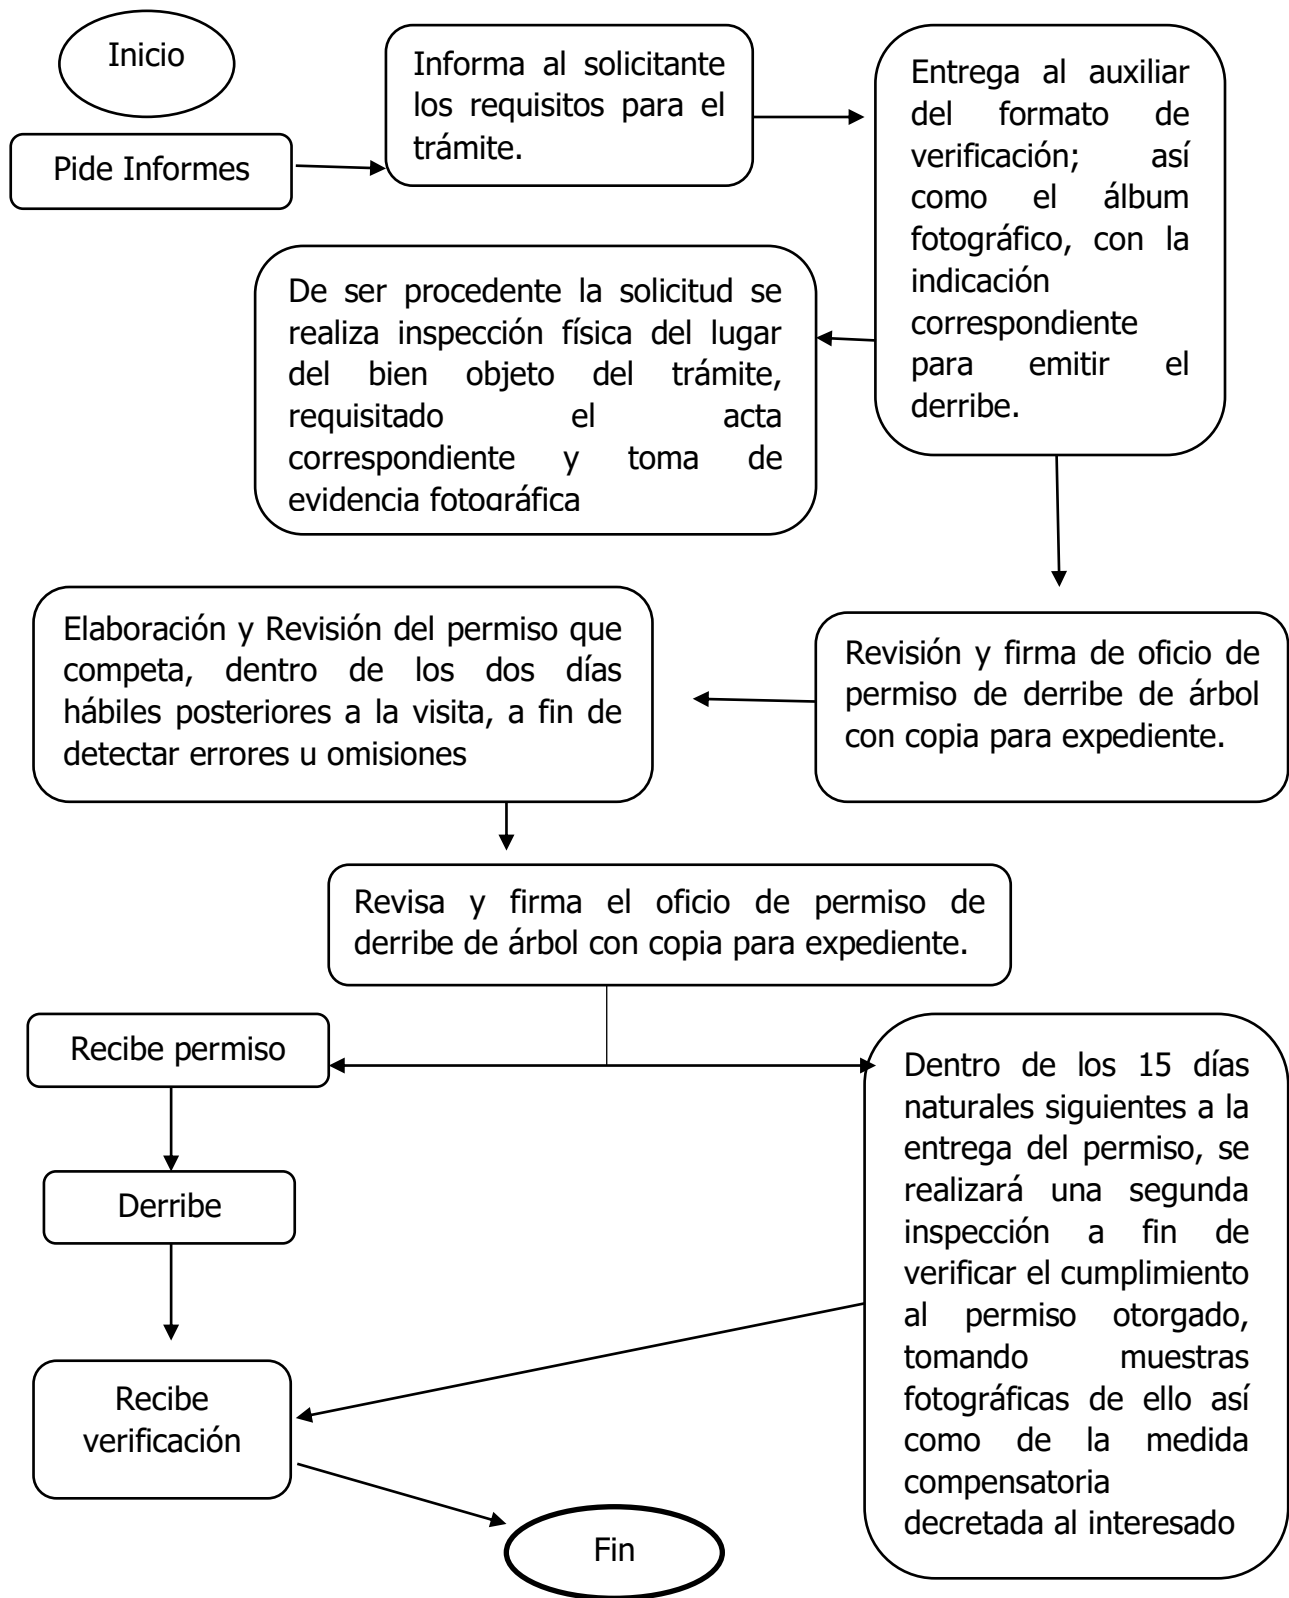 Inicio
Pide Informes
Informa al solicitante
los requisitos para el
trámite.
Entrega al auxiliar
del formato de
verificación; así
como el álbum
fotográfico, con la
indicación
correspondiente
para emitir el
derribe.
De ser procedente la solicitud se
realiza inspección física del lugar
del bien objeto del trámite,
requisitado el acta
correspondiente y toma de
evidencia fotográfica
Revisión y firma de oficio de
permiso de derribe de árbol
con copia para expediente.
Elaboración y Revisión del permiso que
competa, dentro de los dos días
hábiles posteriores a la visita, a fin de
detectar errores u omisiones
Revisa y firma el oficio de permiso de
derribe de árbol con copia para expediente.
Recibe permiso
Derribe
Recibe
verificación
Dentro de los 15 días
naturales siguientes a la
entrega del permiso, se
realizará una segunda
inspección a fin de
verificar el cumplimiento
al permiso otorgado,
tomando muestras
fotográficas de ello así
como de la medida
compensatoria
decretada al interesado
Fin